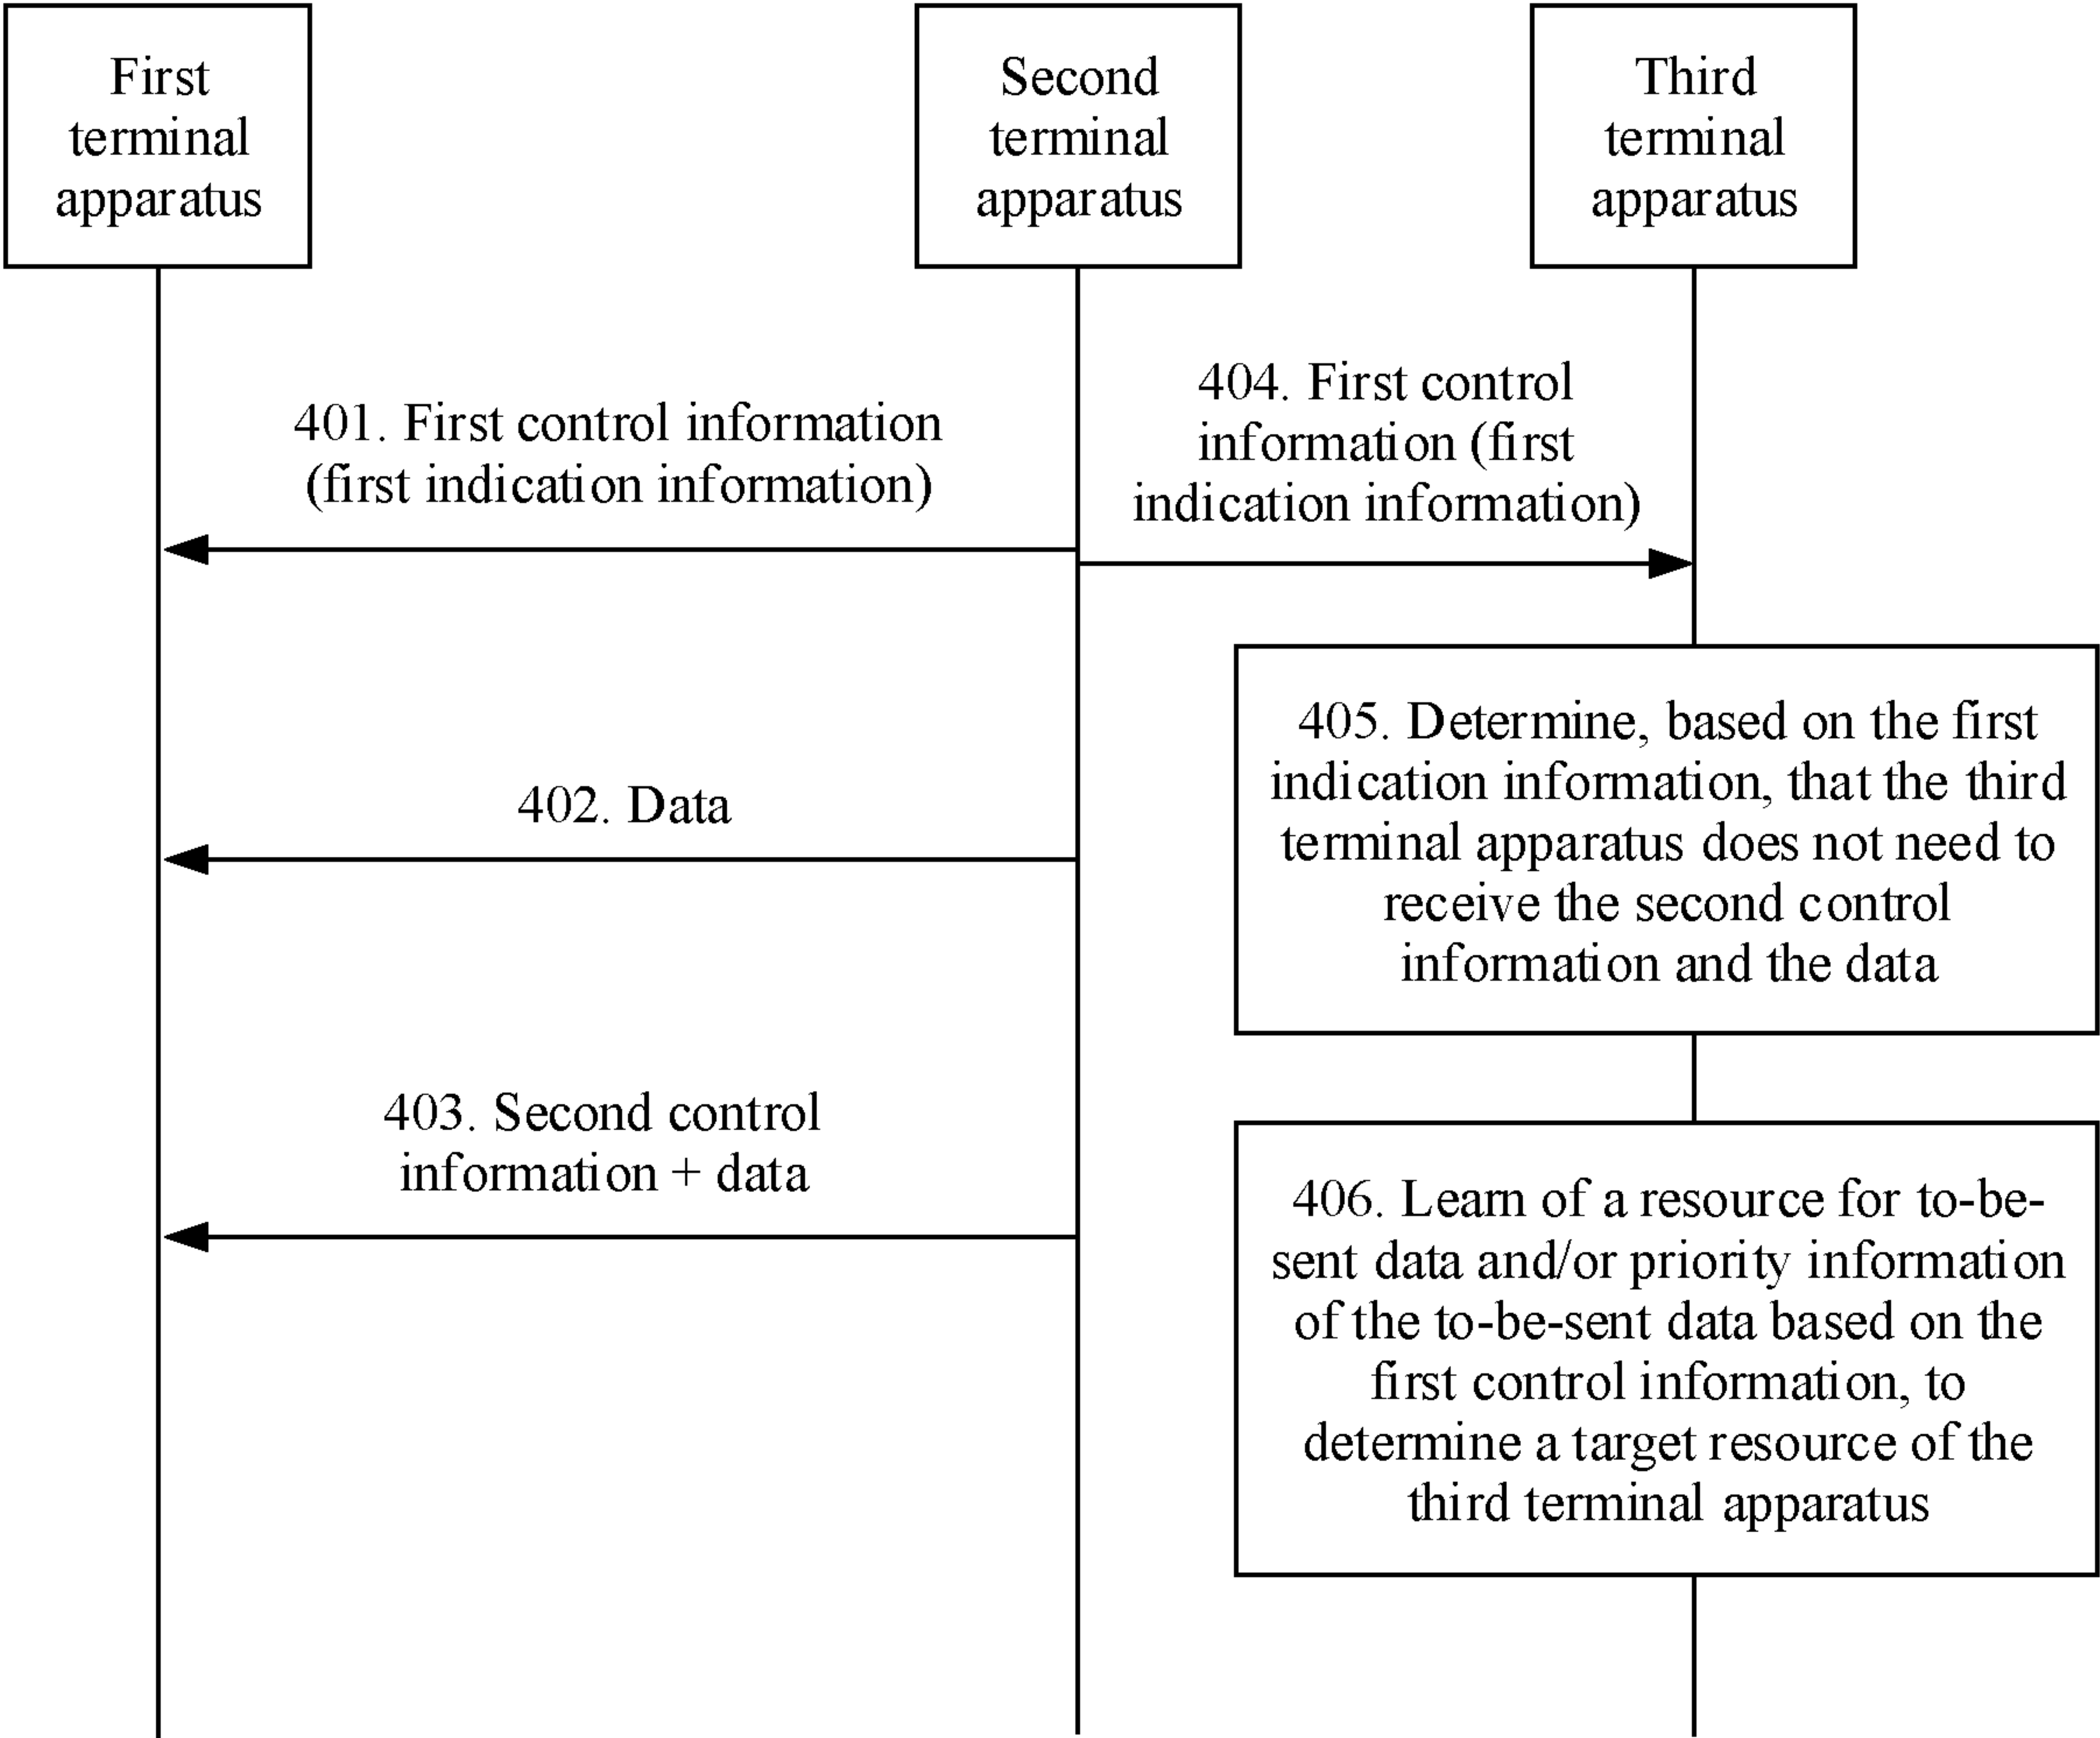 First
terminal
apparatus
Second
terminal
apparatus
Third
terminal
apparatus
401. First control information
(first indication information)
404. First control
information (first
indication information)
402. Data
405. Determine, based on the first
indication information, that the third
terminal apparatus does not need to
receive the second control
information and the data
403. Second control
information + data
406. Learn of a resource for to-be-
sent data and/or priority information
of the to-be-sent data based on the
first control information, to
determine a target resource of the
third terminal apparatus